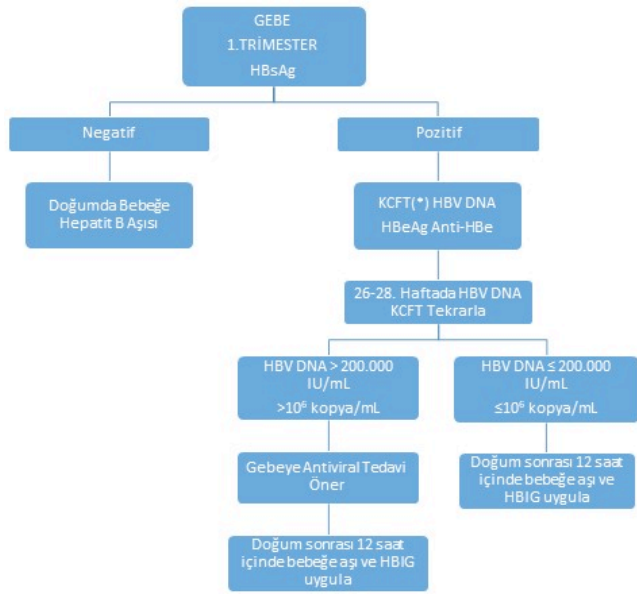 GEBE
1.TRİMESTER
HBsAg
Negatif
Pozitif
Doğumda Bebeğe
Hepatit B Aşısı
KCFT(*) HBV DNA
HBeAg Anti-HBe
26-28. Haftada HBV DNA
KCFT Tekrarla
HBV DNA > 200.000
IU/mL
>10⁶ kopya/mL
HBV DNA ≤ 200.000
IU/mL
≤10⁶ kopya/mL
Gebeye Antiviral Tedavi
Öner
Doğum sonrası 12 saat
içinde bebeğe aşı ve
HBIG uygula
Doğum sonrası 12 saat
içinde bebeğe aşı ve HBIG
uygula